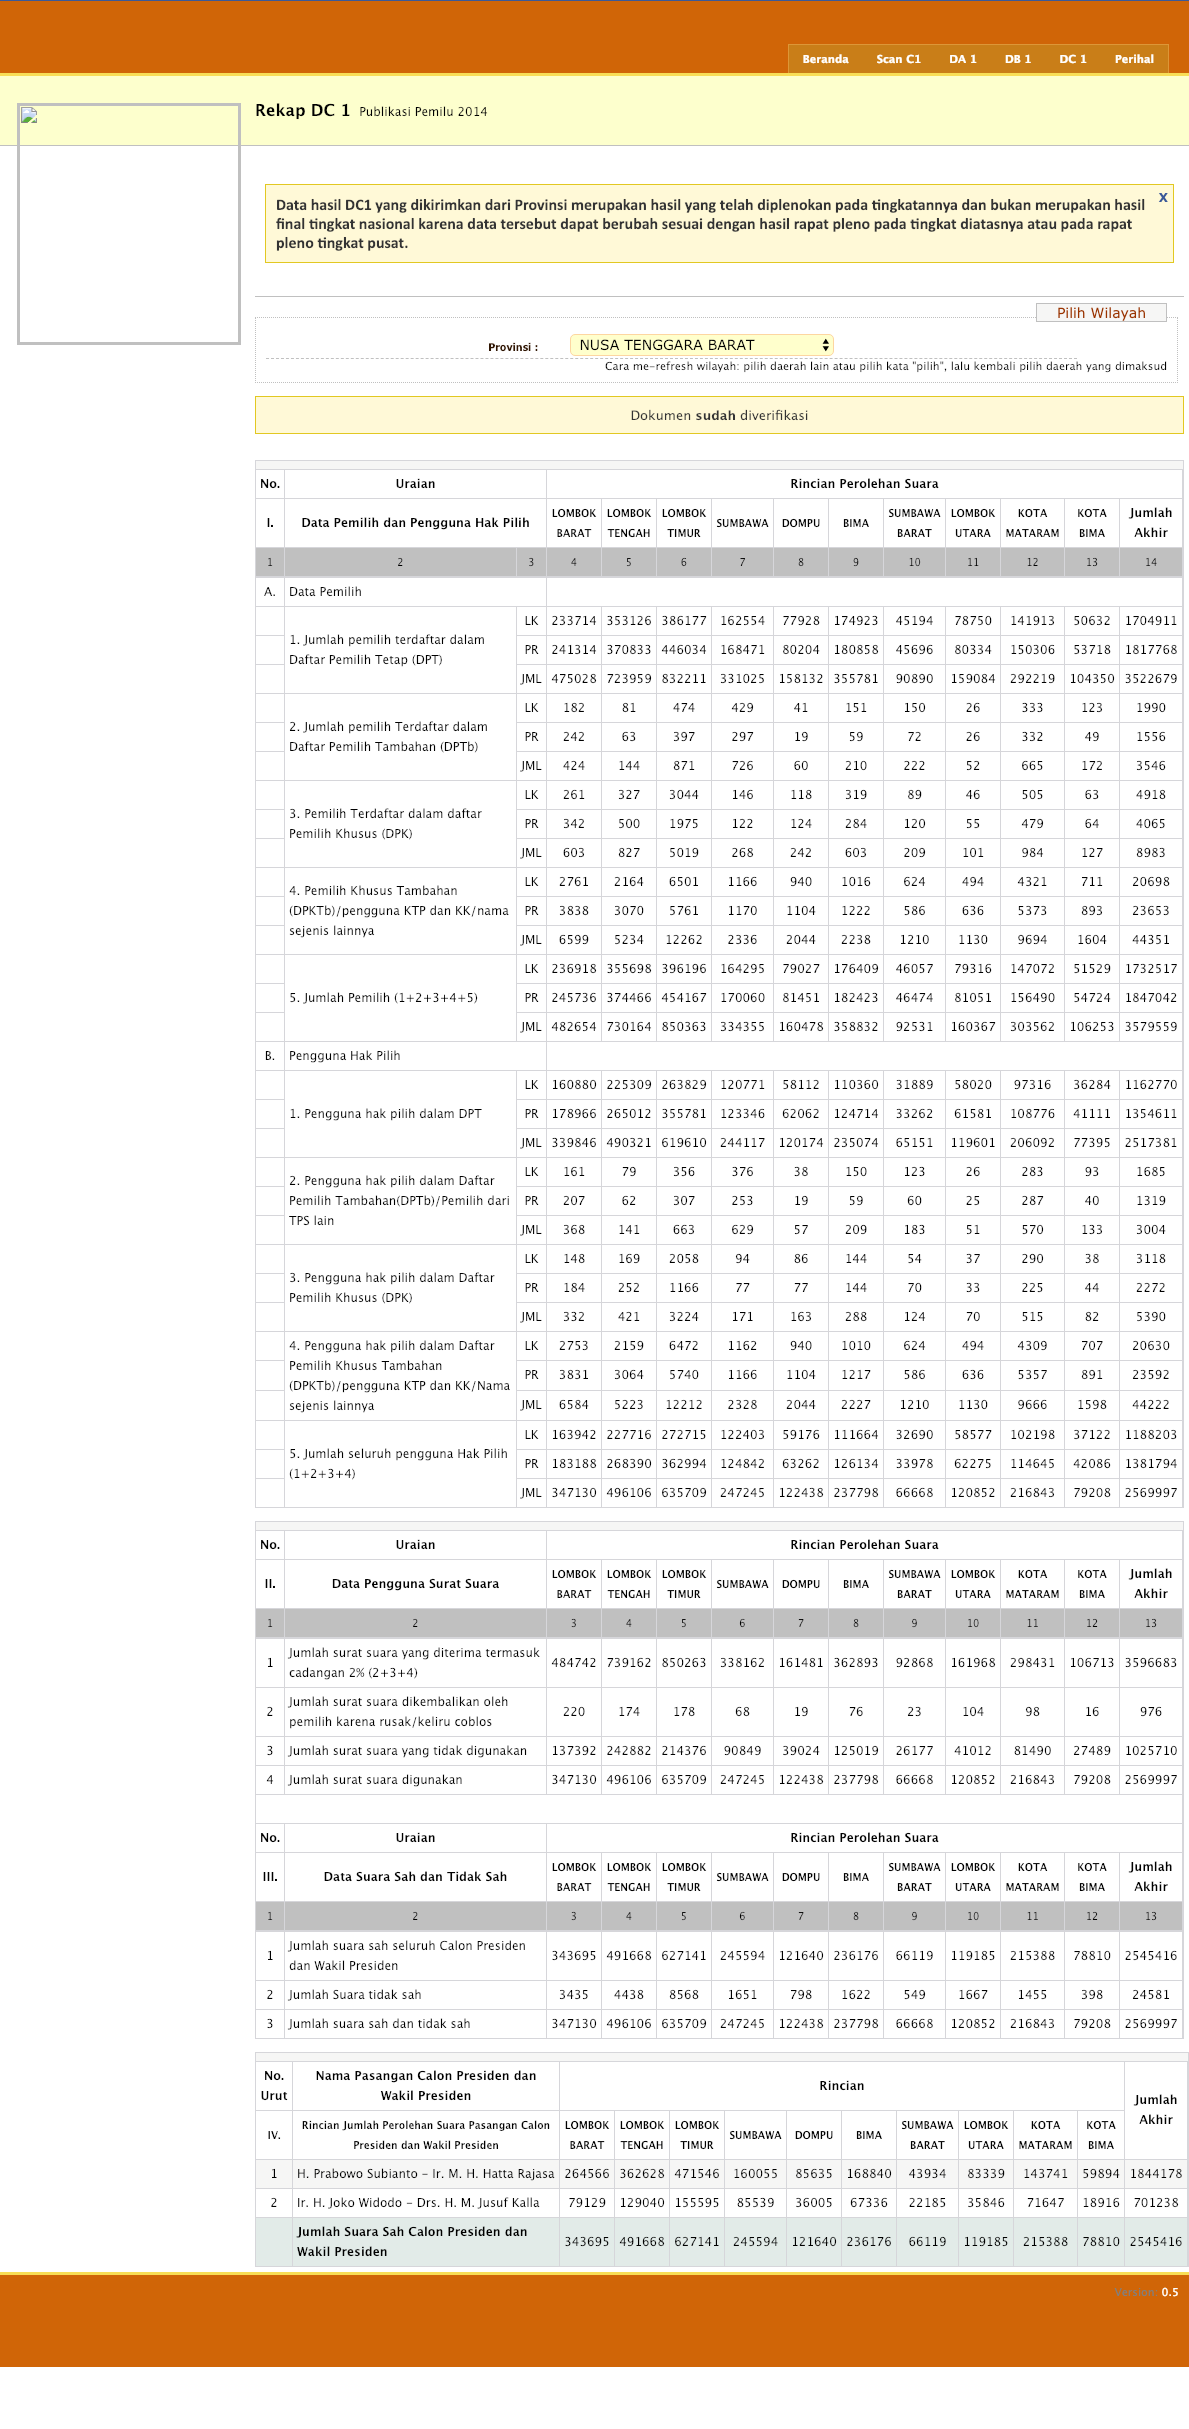 Beranda Scan C1 DA 1 DB 1 DC 1 Perihal
Rekap DC 1 Publikasi Pemilu 2014
X
Data hasil DC1 yang dikirimkan dari Provinsi merupakan hasil yang telah diplenokan pada tingkatannya dan bukan merupakan hasil
final tingkat nasional karena data tersebut dapat berubah sesuai dengan hasil rapat pleno pada tingkat diatasnya atau pada rapat
pleno tingkat pusat.
Pilih Wilayah
Provinsi : NUSA TENGGARA BARAT
Cara me-refresh wilayah: pilih daerah lain atau pilih kata "pilih", lalu kembali pilih daerah yang dimaksud
Dokumen sudah diverifikasi
No. Uraian Rincian Perolehan Suara
I. Data Pemilih dan Pengguna Hak Pilih LOMBOK BARAT LOMBOK TENGAH LOMBOK TIMUR SUMBAWA DOMPU BIMA SUMBAWA BARAT LOMBOK UTARA KOTA MATARAM KOTA BIMA Jumlah Akhir
1 2 3 4 5 6 7 8 9 10 11 12 13 14
A. Data Pemilih
1. Jumlah pemilih terdaftar dalam Daftar Pemilih Tetap (DPT)
LK 233714 353126 386177 162554 77928 174923 45194 78750 141913 50632 1704911
PR 241314 370833 446034 168471 80204 180858 45696 80334 150306 53718 1817768
JML 475028 723959 832211 331025 158132 355781 90890 159084 292219 104350 3522679
2. Jumlah pemilih Terdaftar dalam Daftar Pemilih Tambahan (DPTb)
LK 182 81 474 429 41 151 150 26 333 123 1990
PR 242 63 397 297 19 59 72 26 332 49 1556
JML 424 144 871 726 60 210 222 52 665 172 3546
3. Pemilih Terdaftar dalam daftar Pemilih Khusus (DPK)
LK 261 327 3044 146 118 319 89 46 505 63 4918
PR 342 500 1975 122 124 284 120 55 479 64 4065
JML 603 827 5019 268 242 603 209 101 984 127 8983
4. Pemilih Khusus Tambahan (DPKTb)/pengguna KTP dan KK/nama sejenis lainnya
LK 2761 2164 6501 1166 940 1016 624 494 4321 711 20698
PR 3838 3070 5761 1170 1104 1222 586 636 5373 893 23653
JML 6599 5234 12262 2336 2044 2238 1210 1130 9694 1604 44351
5. Jumlah Pemilih (1+2+3+4+5)
LK 236918 355698 396196 164295 79027 176409 46057 79316 147072 51529 1732517
PR 245736 374466 454167 170060 81451 182423 46474 81051 156490 54724 1847042
JML 482654 730164 850363 334355 160478 358832 92531 160367 303562 106253 3579559
B. Pengguna Hak Pilih
1. Pengguna hak pilih dalam DPT
LK 160880 225309 263829 120771 58112 110360 31889 58020 97316 36284 1162770
PR 178966 265012 355781 123346 62062 124714 33262 61581 108776 41111 1354611
JML 339846 490321 619610 244117 120174 235074 65151 119601 206092 77395 2517381
2. Pengguna hak pilih dalam Daftar Pemilih Tambahan(DPTb)/Pemilih dari TPS lain
LK 161 79 356 376 38 150 123 26 283 93 1685
PR 207 62 307 253 19 59 60 25 287 40 1319
JML 368 141 663 629 57 209 183 51 570 133 3004
3. Pengguna hak pilih dalam Daftar Pemilih Khusus (DPK)
LK 148 169 2058 94 86 144 54 37 290 38 3118
PR 184 252 1166 77 77 144 70 33 225 44 2272
JML 332 421 3224 171 163 288 124 70 515 82 5390
4. Pengguna hak pilih dalam Daftar Pemilih Khusus Tambahan (DPKTb)/pengguna KTP dan KK/Nama sejenis lainnya
LK 2753 2159 6472 1162 940 1010 624 494 4309 707 20630
PR 3831 3064 5740 1166 1104 1217 586 636 5357 891 23592
JML 6584 5223 12212 2328 2044 2227 1210 1130 9666 1598 44222
5. Jumlah seluruh pengguna Hak Pilih (1+2+3+4)
LK 163942 227716 272715 122403 59176 111664 32690 58577 102198 37122 1188203
PR 183188 268390 362994 124842 63262 126134 33978 62275 114645 42086 1381794
JML 347130 496106 635709 247245 122438 237798 66668 120852 216843 79208 2569997
No. Uraian Rincian Perolehan Suara
II. Data Pengguna Surat Suara LOMBOK BARAT LOMBOK TENGAH LOMBOK TIMUR SUMBAWA DOMPU BIMA SUMBAWA BARAT LOMBOK UTARA KOTA MATARAM KOTA BIMA Jumlah Akhir
1 2 3 4 5 6 7 8 9 10 11 12 13
1 Jumlah surat suara yang diterima termasuk cadangan 2% (2+3+4) 484742 739162 850263 338162 161481 362893 92868 161968 298431 106713 3596683
2 Jumlah surat suara dikembalikan oleh pemilih karena rusak/keliru coblos 220 174 178 68 19 76 23 104 98 16 976
3 Jumlah surat suara yang tidak digunakan 137392 242882 214376 90849 39024 125019 26177 41012 81490 27489 1025710
4 Jumlah surat suara digunakan 347130 496106 635709 247245 122438 237798 66668 120852 216843 79208 2569997
No. Uraian Rincian Perolehan Suara
III. Data Suara Sah dan Tidak Sah LOMBOK BARAT LOMBOK TENGAH LOMBOK TIMUR SUMBAWA DOMPU BIMA SUMBAWA BARAT LOMBOK UTARA KOTA MATARAM KOTA BIMA Jumlah Akhir
1 2 3 4 5 6 7 8 9 10 11 12 13
1 Jumlah suara sah seluruh Calon Presiden dan Wakil Presiden 343695 491668 627141 245594 121640 236176 66119 119185 215388 78810 2545416
2 Jumlah Suara tidak sah 3435 4438 8568 1651 798 1622 549 1667 1455 398 24581
3 Jumlah suara sah dan tidak sah 347130 496106 635709 247245 122438 237798 66668 120852 216843 79208 2569997
No. Urut Nama Pasangan Calon Presiden dan Wakil Presiden Rincian Jumlah Akhir
IV. Rincian Jumlah Perolehan Suara Pasangan Calon Presiden dan Wakil Presiden LOMBOK BARAT LOMBOK TENGAH LOMBOK TIMUR SUMBAWA DOMPU BIMA SUMBAWA BARAT LOMBOK UTARA KOTA MATARAM KOTA BIMA
1 H. Prabowo Subianto - Ir. M. H. Hatta Rajasa 264566 362628 471546 160055 85635 168840 43934 83339 143741 59894 1844178
2 Ir. H. Joko Widodo - Drs. H. M. Jusuf Kalla 79129 129040 155595 85539 36005 67336 22185 35846 71647 18916 701238
Jumlah Suara Sah Calon Presiden dan Wakil Presiden 343695 491668 627141 245594 121640 236176 66119 119185 215388 78810 2545416
0.5